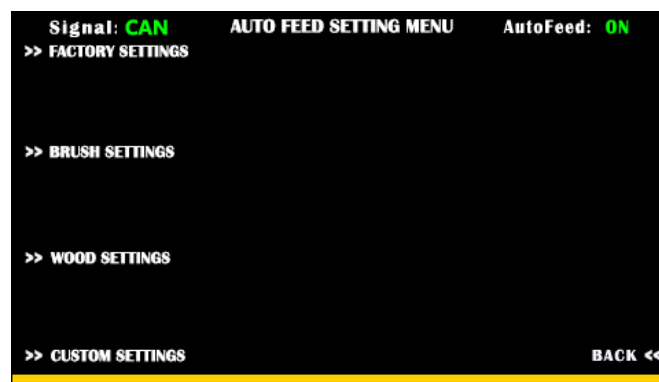 Signal: CAN AUTO FEED SETTING MENU AutoFeed: ON
>> FACTORY SETTINGS
>> BRUSH SETTINGS
>> WOOD SETTINGS
>> CUSTOM SETTINGS BACK <<